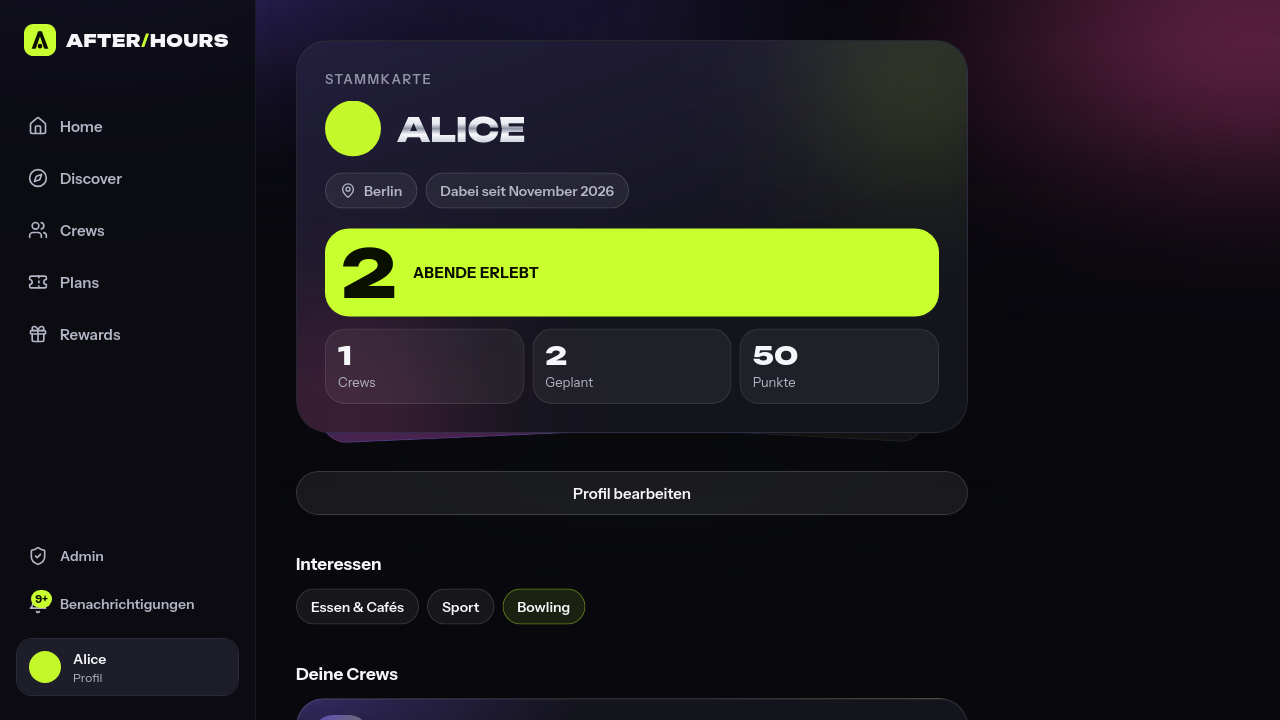 AFTER/HOURS
Home
Discover
Crews
Plans
Rewards
Admin
9+
Benachrichtigungen
Alice
Profil
STAMMKARTE
ALICE
Berlin
Dabei seit November 2026
2 ABENDE ERLEBT
1
Crews
2
Geplant
50
Punkte
Profil bearbeiten
Interessen
Essen & Cafés
Sport
Bowling
Deine Crews